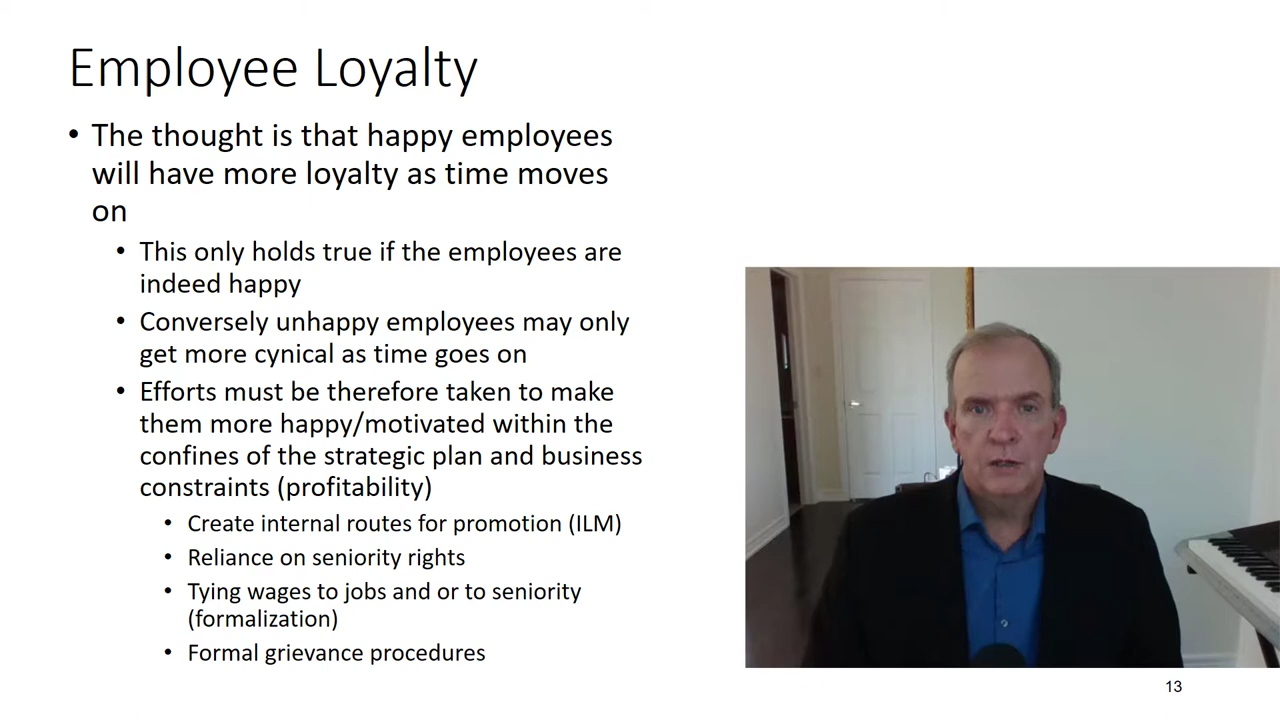 Employee Loyalty
• The thought is that happy employees
will have more loyalty as time moves
on
• This only holds true if the employees are
indeed happy
• Conversely unhappy employees may only
get more cynical as time goes on
• Efforts must be therefore taken to make
them more happy/motivated within the
confines of the strategic plan and business
constraints (profitability)
• Create internal routes for promotion (ILM)
• Reliance on seniority rights
• Tying wages to jobs and or to seniority
(formalization)
• Formal grievance procedures
13